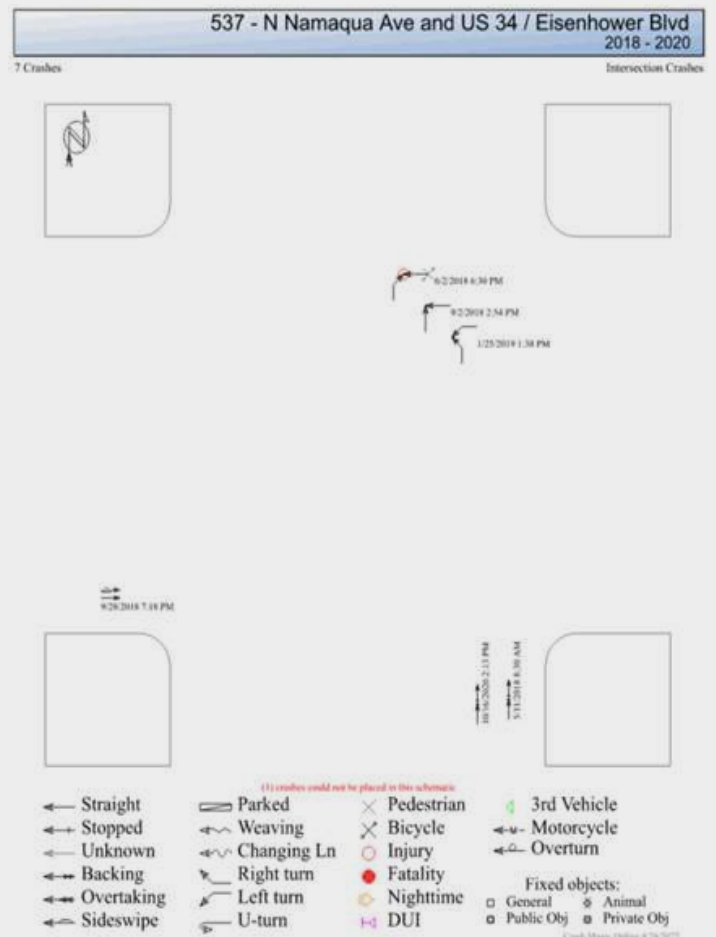 537 - N Namaqua Ave and US 34 / Eisenhower Blvd
2018 - 2020
7 Crashes
Intersection Crashes
N
6/2/2018 6:30 PM
9/2/2018 2:54 PM
1/25/2019 1:38 PM
9/28/2018 7:18 PM
10/16/2020 2:13 PM
5/11/2018 8:30 AM
(1) crashes could not be placed in this schematic
Straight
Stopped
Unknown
Backing
Overtaking
Sideswipe
Parked
Weaving
Changing Ln
Right turn
Left turn
U-turn
Pedestrian
Bicycle
Injury
Fatality
Nighttime
DUI
3rd Vehicle
Motorcycle
Overturn
Fixed objects:
General
Animal
Public Obj
Private Obj